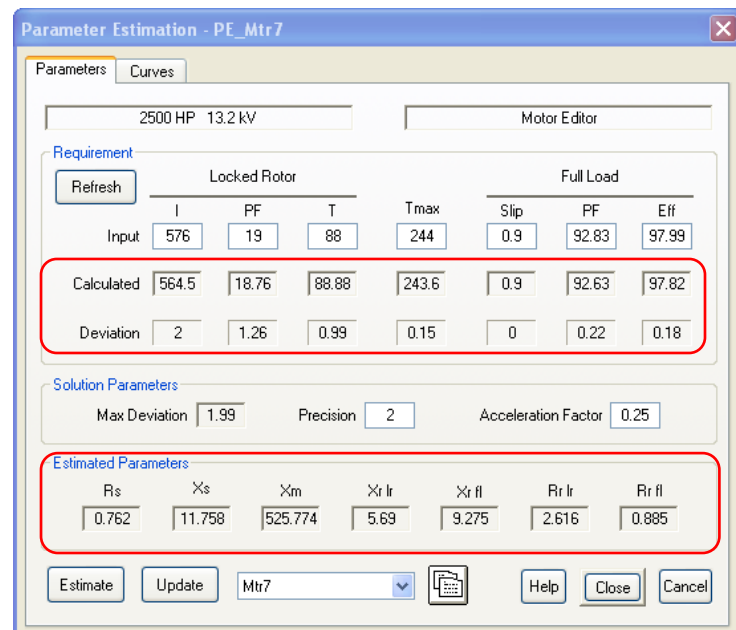 Parameter Estimation - PE_Mtr7
Parameters Curves
2500 HP 13.2 kV Motor Editor
Requirement
Refresh Locked Rotor Full Load
I PF T Tmax Slip PF Eff
Input 576 19 88 244 0.9 92.83 97.99
Calculated 564.5 18.76 88.88 243.6 0.9 92.63 97.82
Deviation 2 1.26 0.99 0.15 0 0.22 0.18
Solution Parameters
Max Deviation 1.99 Precision 2 Acceleration Factor 0.25
Estimated Parameters
Rs Xs Xm Xr lr Xr fl Rr lr Rr fl
0.762 11.758 525.774 5.69 9.275 2.616 0.885
Estimate Update Mtr7 Help Close Cancel